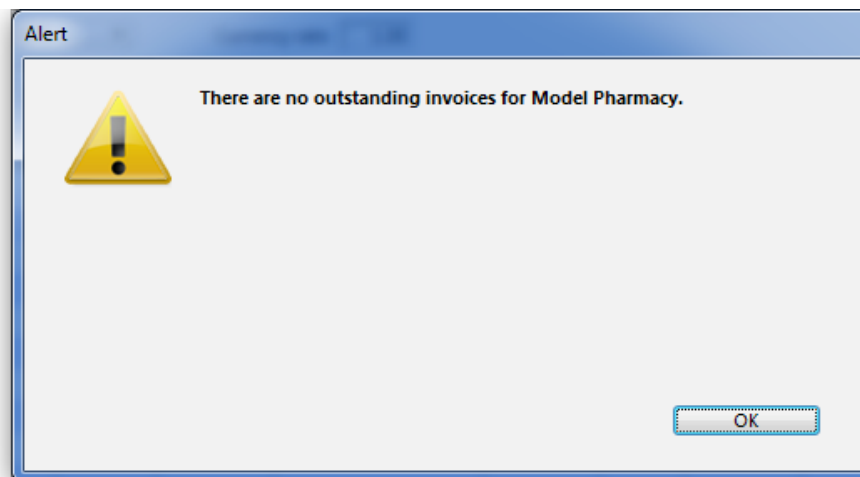 Alert
There are no outstanding invoices for Model Pharmacy.
OK